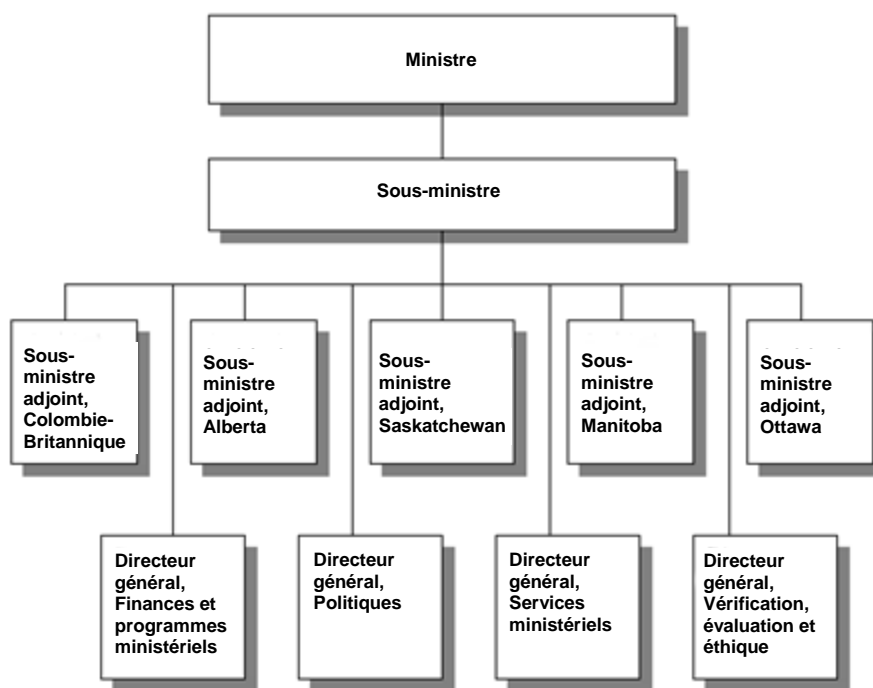 Ministre
Sous-ministre
Sous-
ministre
adjoint,
Colombie-
Britannique
Sous-
ministre
adjoint,
Alberta
Sous-
ministre
adjoint,
Saskatchewan
Sous-
ministre
adjoint,
Manitoba
Sous-
ministre
adjoint,
Ottawa
Directeur
général,
Finances et
programmes
ministériels
Directeur
général,
Politiques
Directeur
général,
Services
ministériels
Directeur
général,
Vérification,
évaluation et
éthique